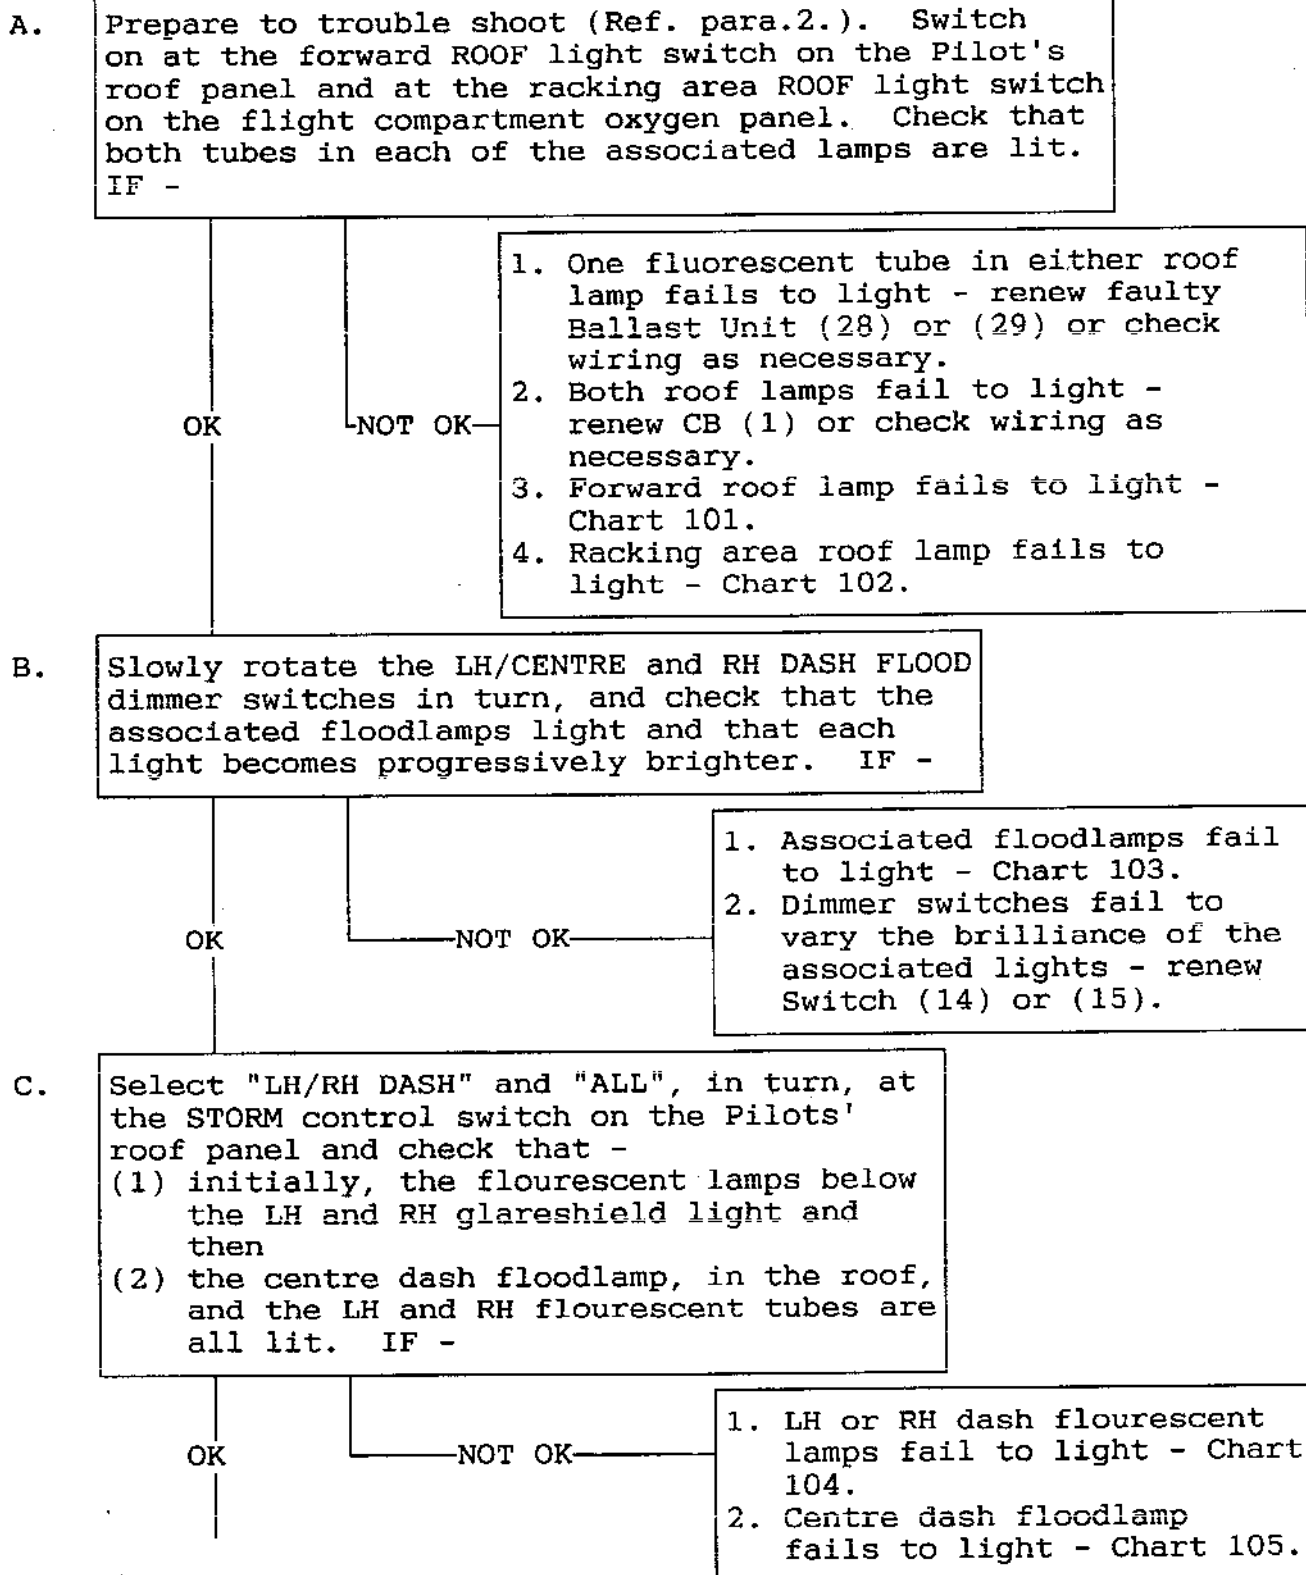 A. Prepare to trouble shoot (Ref. para.2.). Switch
on at the forward ROOF light switch on the Pilot's
roof panel and at the racking area ROOF light switch
on the flight compartment oxygen panel. Check that
both tubes in each of the associated lamps are lit.
IF -
1. One fluorescent tube in either roof
lamp fails to light - renew faulty
Ballast Unit (28) or (29) or check
wiring as necessary.
2. Both roof lamps fail to light -
renew CB (1) or check wiring as
necessary.
3. Forward roof lamp fails to light -
Chart 101.
4. Racking area roof lamp fails to
light - Chart 102.
OK
NOT OK
B. Slowly rotate the LH/CENTRE and RH DASH FLOOD
dimmer switches in turn, and check that the
associated floodlamps light and that each
light becomes progressively brighter. IF -
1. Associated floodlamps fail
to light - Chart 103.
2. Dimmer switches fail to
vary the brilliance of the
associated lights - renew
Switch (14) or (15).
OK
NOT OK
C. Select "LH/RH DASH" and "ALL", in turn, at
the STORM control switch on the Pilots'
roof panel and check that -
(1) initially, the flourescent lamps below
the LH and RH glareshield light and
then
(2) the centre dash floodlamp, in the roof,
and the LH and RH flourescent tubes are
all lit. IF -
1. LH or RH dash flourescent
lamps fail to light - Chart
104.
2. Centre dash floodlamp
fails to light - Chart 105.
OK
NOT OK